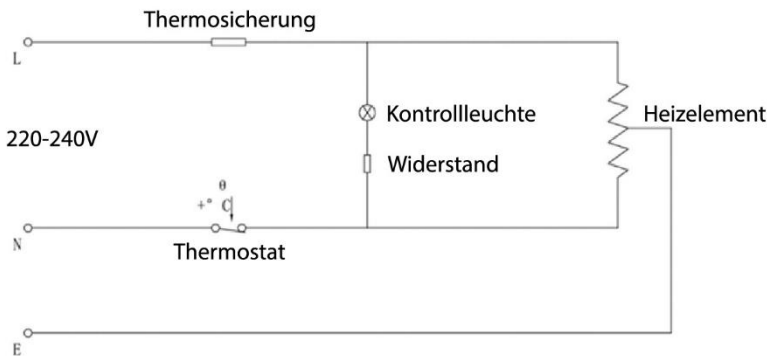 Thermosicherung
L
Kontrollleuchte
Heizelement
220-240V
Widerstand
θ
+° C
N
Thermostat
E